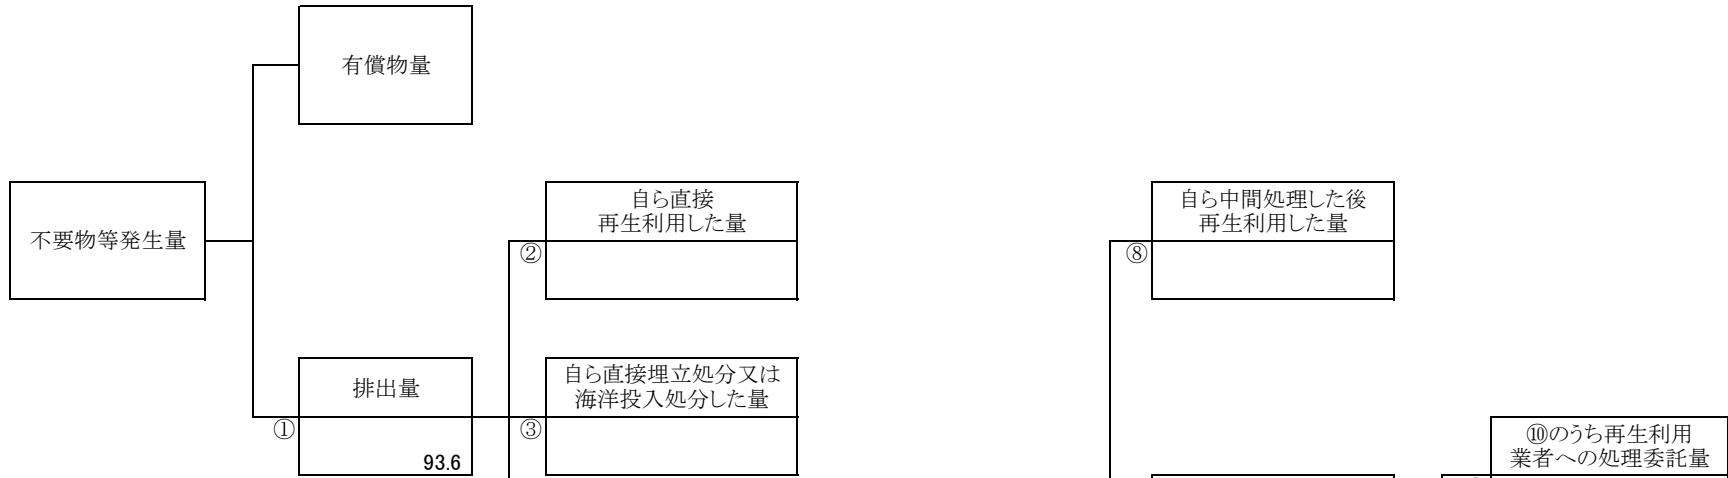 有償物量
不要物等発生量
自ら直接
再生利用した量
②
自ら中間処理した後
再生利用した量
⑧
排出量
①
93.6
自ら直接埋立処分又は
海洋投入処分した量
③
⑩のうち再生利用
業者への処理委託量